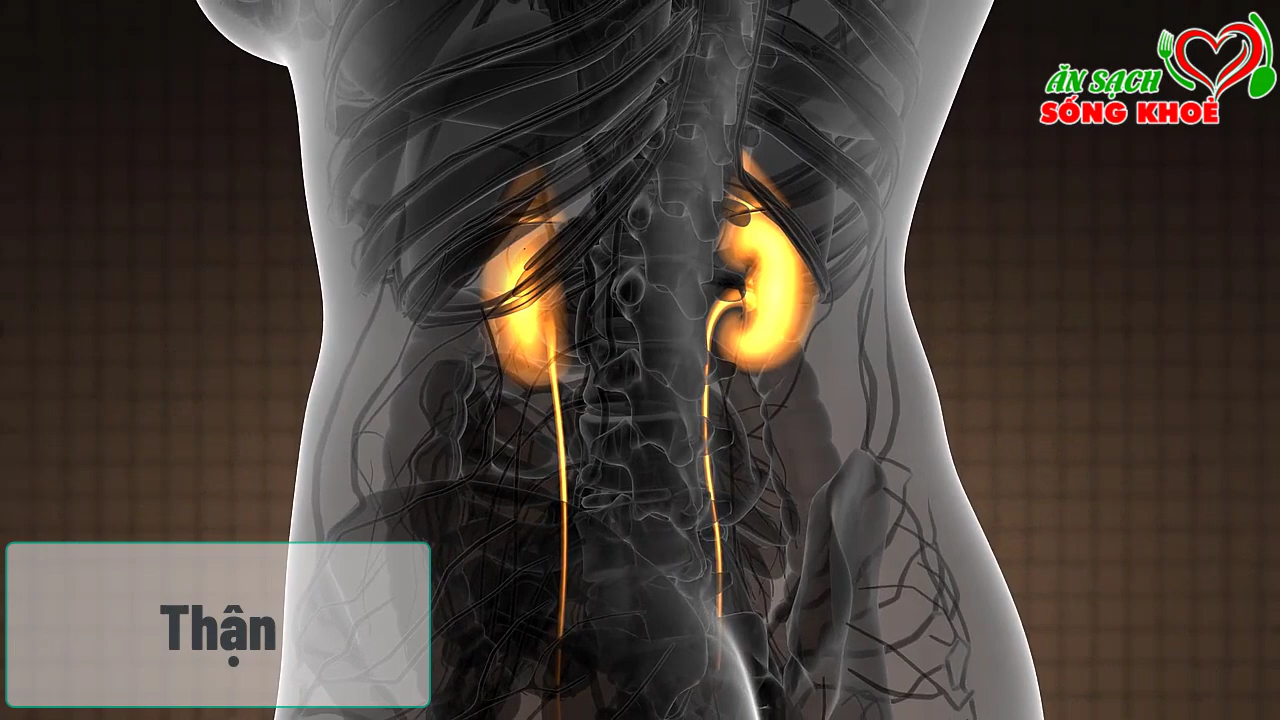 ĂN SẠCH
SỐNG KHOẺ
Thận